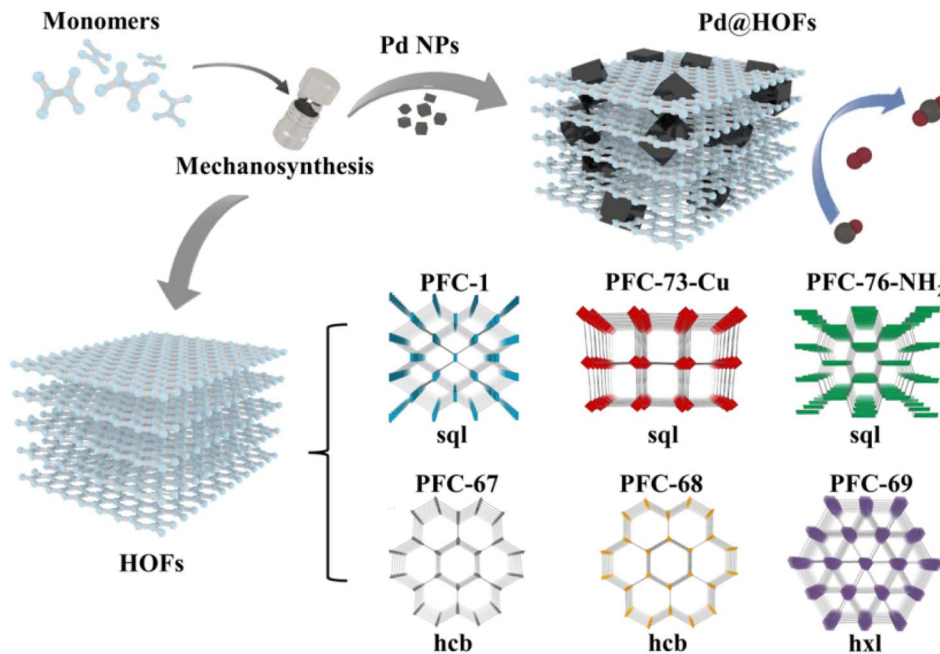 Monomers
Pd NPs
Pd@HOFs
Mechanosynthesis
PFC-1
PFC-73-Cu
PFC-76-NH₂
sql
sql
sql
PFC-67
PFC-68
PFC-69
HOFs
hcb
hcb
hxl